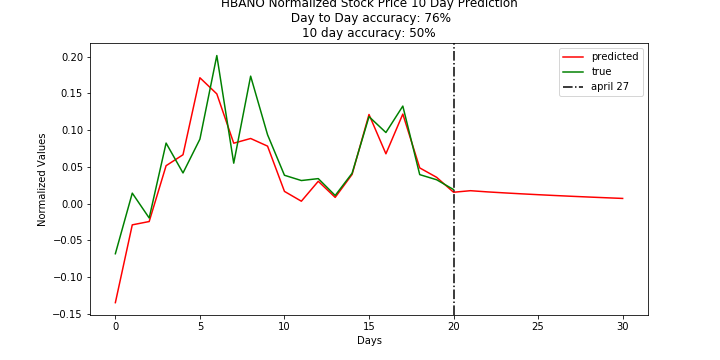 HBANO Normalized Stock Price 10 Day Prediction
Day to Day accuracy: 76%
10 day accuracy: 50%
predicted
true
april 27
Normalized Values
0.20
0.15
0.10
0.05
0.00
−0.05
−0.10
−0.15
0 5 10 15 20 25 30
Days